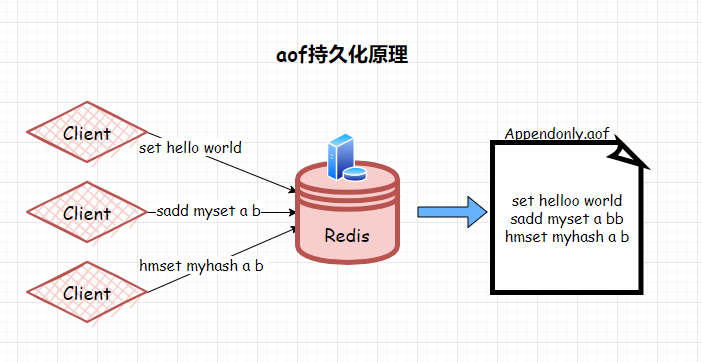 aof持久化原理
Client
set hello world
Client
sadd myset a b
Client
hmset myhash a b
Redis
Appendonly.aof
set helloo world
sadd myset a bb
hmset myhash a b